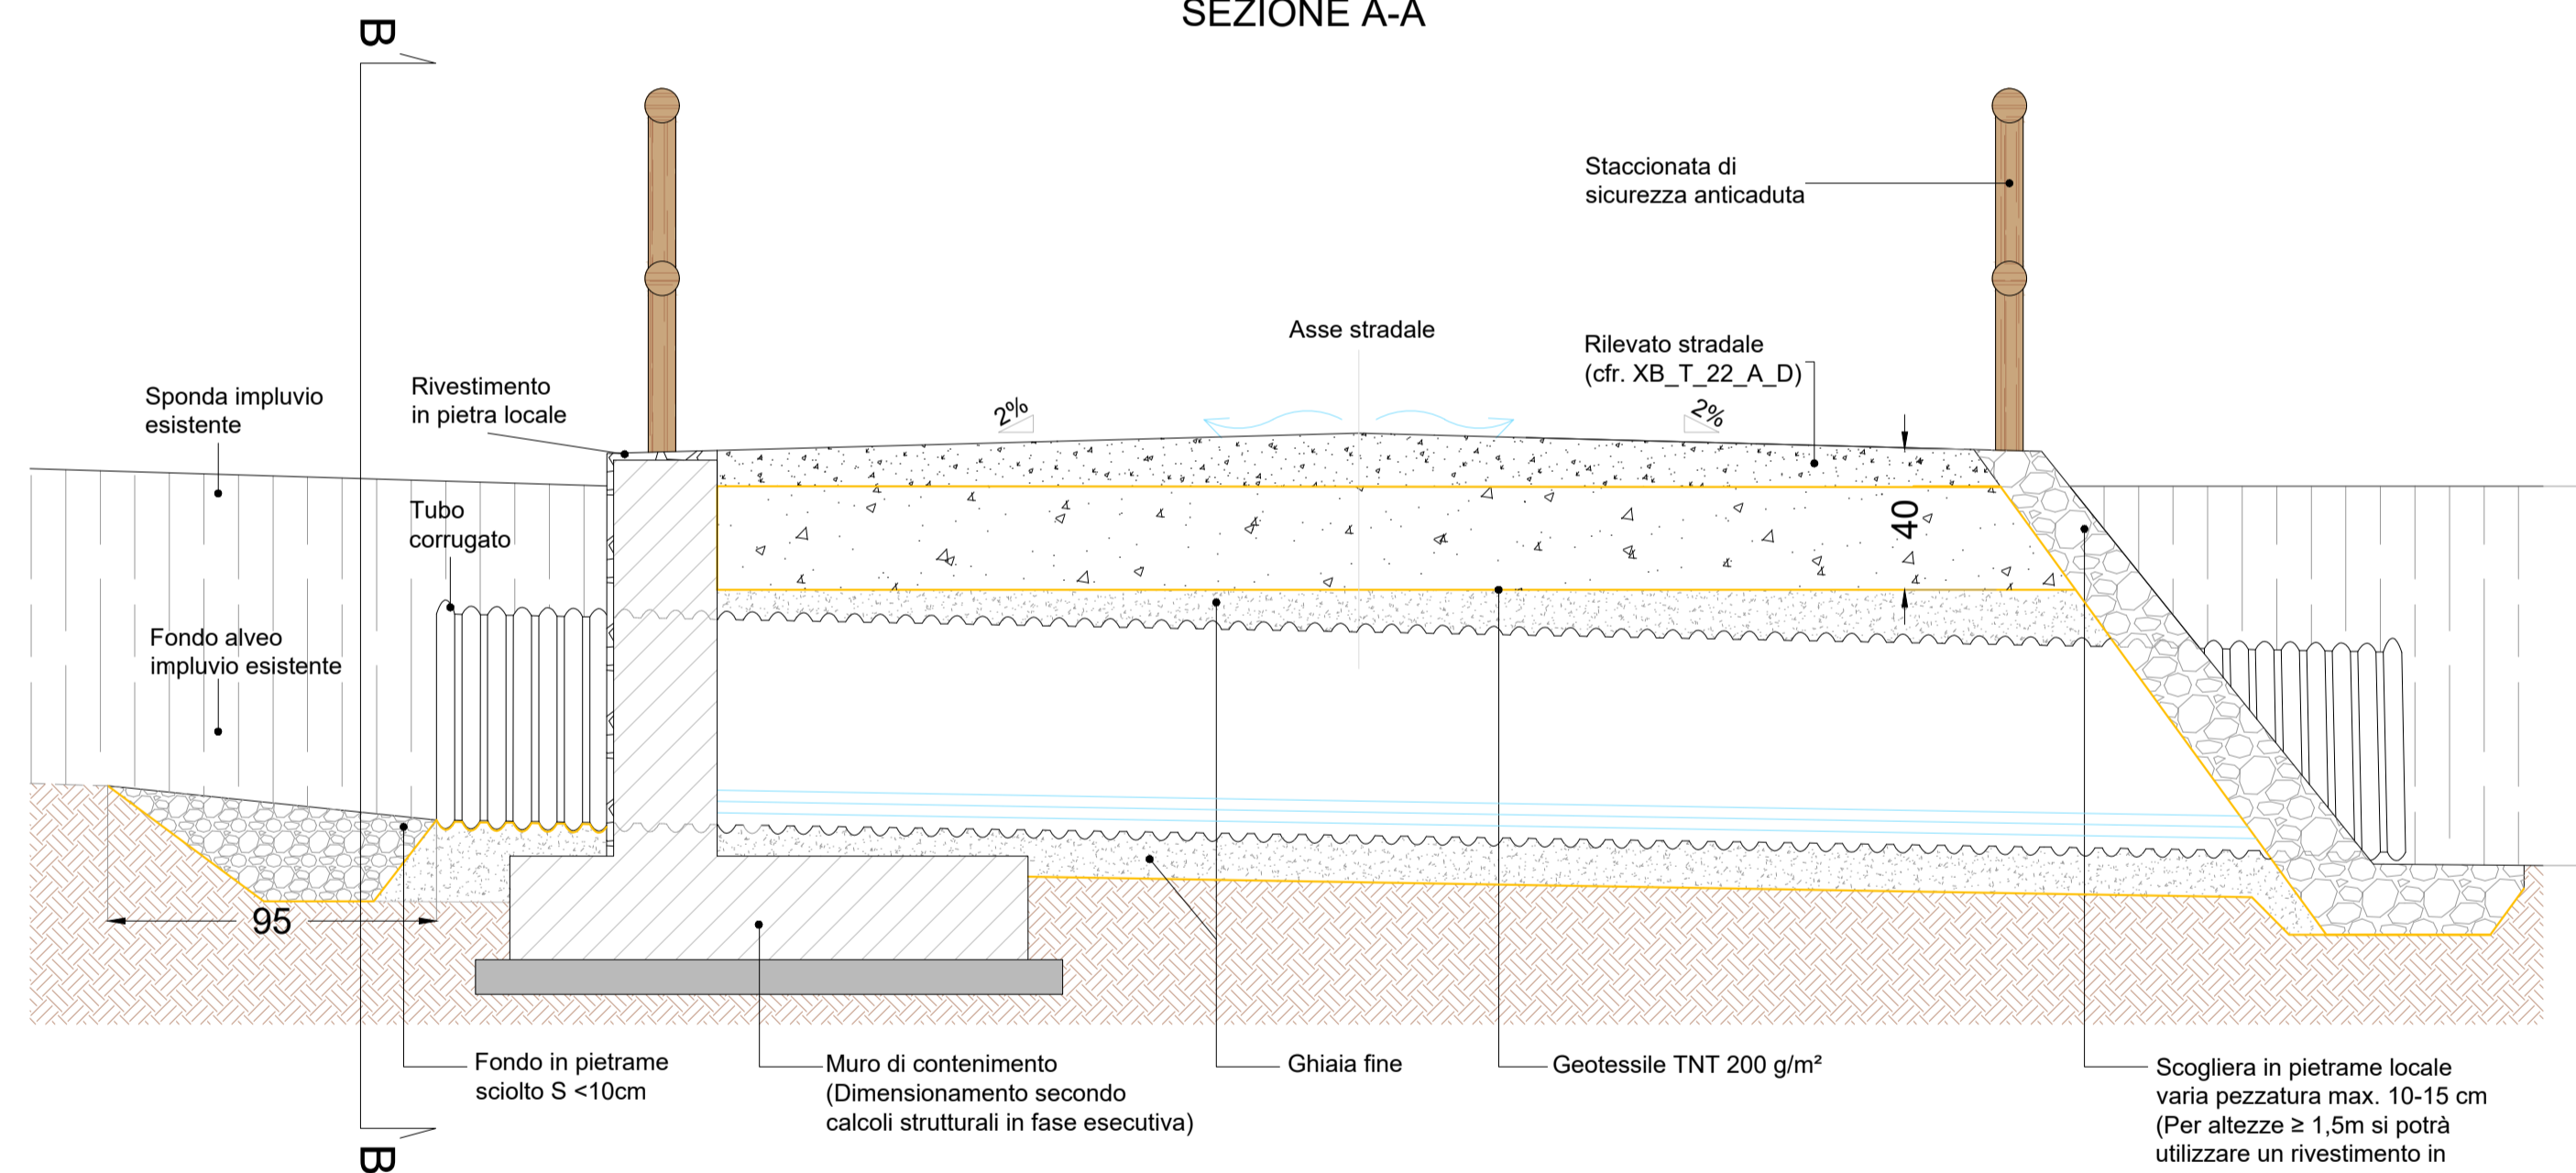 SEZIONE A-A
B
Staccionata di
sicurezza anticaduta
Asse stradale
Rilevato stradale
(cfr. XB_T_22_A_D)
Sponda impluvio
esistente
Rivestimento
in pietra locale
2%
2%
Tubo
corrugato
40
Fondo alveo
impluvio esistente
95
Fondo in pietrame
sciolto S <10cm
Muro di contenimento
(Dimensionamento secondo
calcoli strutturali in fase esecutiva)
Ghiaia fine
Geotessile TNT 200 g/m²
Scogliera in pietrame locale
varia pezzatura max. 10-15 cm
(Per altezze ≥ 1,5m si potrà
utilizzare un rivestimento in
B